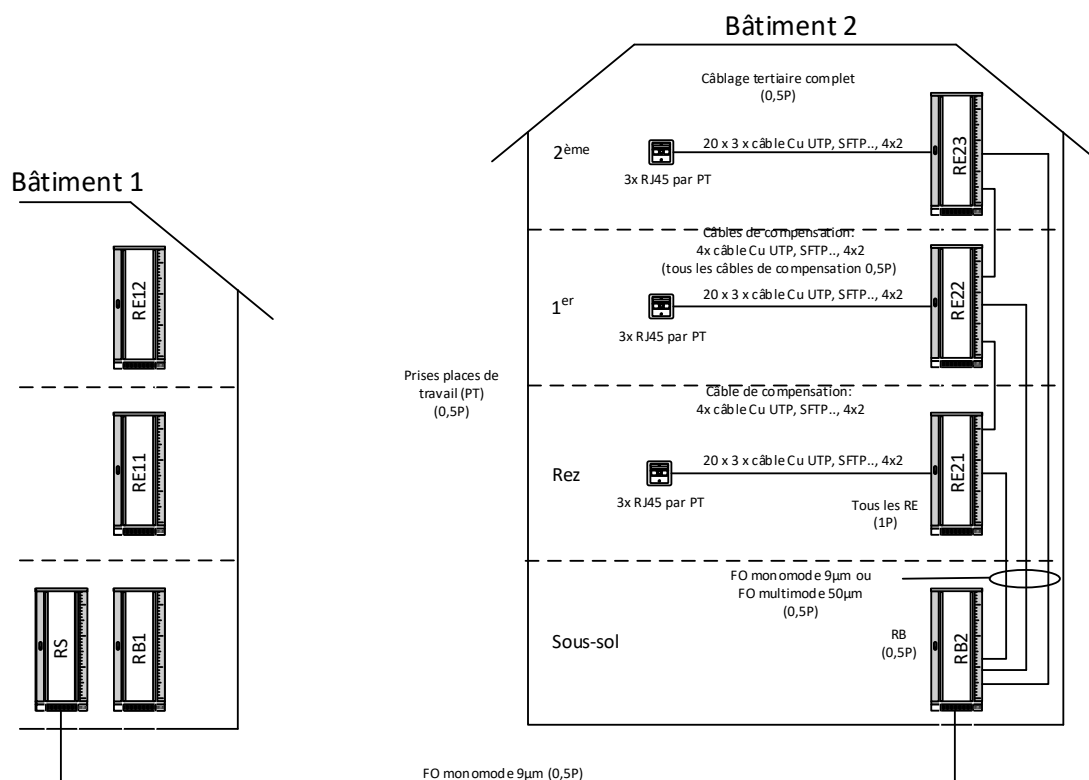 Bâtiment 2
Câblage tertiaire complet
(0,5P)
2ème
20 x 3 x câble Cu UTP, SFTP.., 4x2
RE23
3x RJ45 par PT
Bâtiment 1
RE12
Câbles de compensation:
4x câble Cu UTP, SFTP.., 4x2
(tous les câbles de compensation 0,5P)
1er
20 x 3 x câble Cu UTP, SFTP.., 4x2
RE22
3x RJ45 par PT
Prises places de
travail (PT)
(0,5P)
Câble de compensation:
4x câble Cu UTP, SFTP.., 4x2
RE11
Rez
20 x 3 x câble Cu UTP, SFTP.., 4x2
RE21
3x RJ45 par PT
Tous les RE
(1P)
FO monomode 9µm ou
FO multimode 50µm
(0,5P)
RS
RB1
Sous-sol
RB
(0,5P)
RB2
FO monomode 9µm (0,5P)